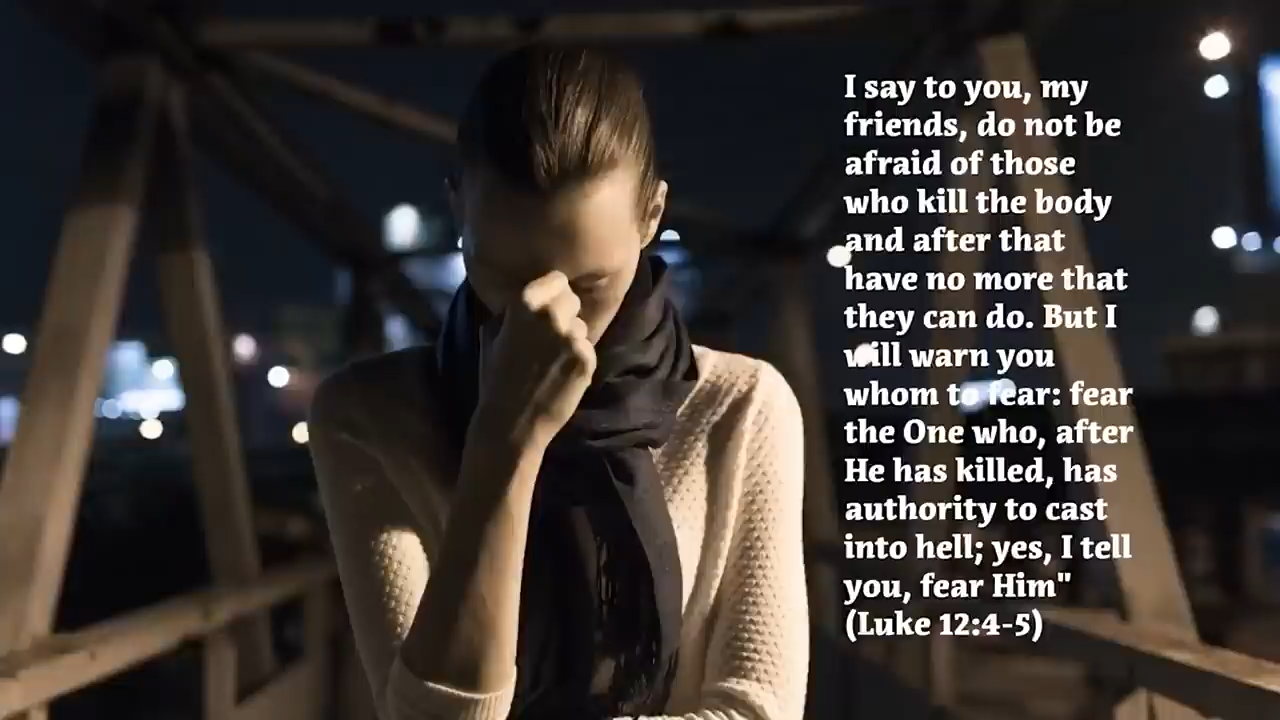 I say to you, my
friends, do not be
afraid of those
who kill the body
and after that
have no more that
they can do. But I
will warn you
whom to fear: fear
the One who, after
He has killed, has
authority to cast
into hell; yes, I tell
you, fear Him"
(Luke 12:4-5)